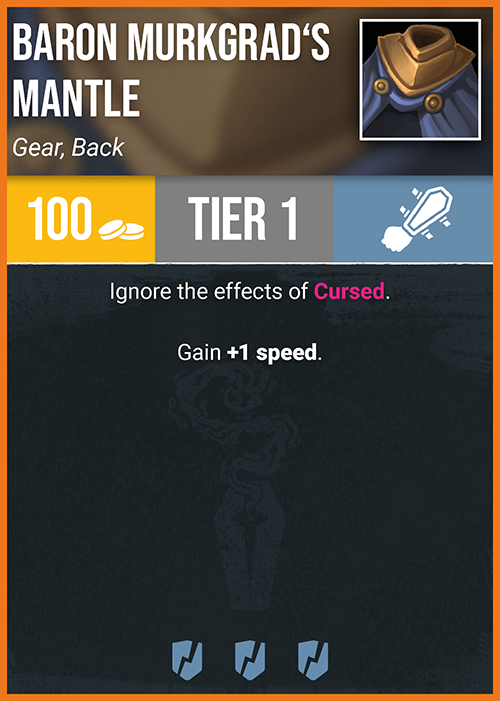 BARON MURKGRAD‘S
MANTLE
Gear, Back
100
TIER 1
Ignore the effects of Cursed.
Gain +1 speed.